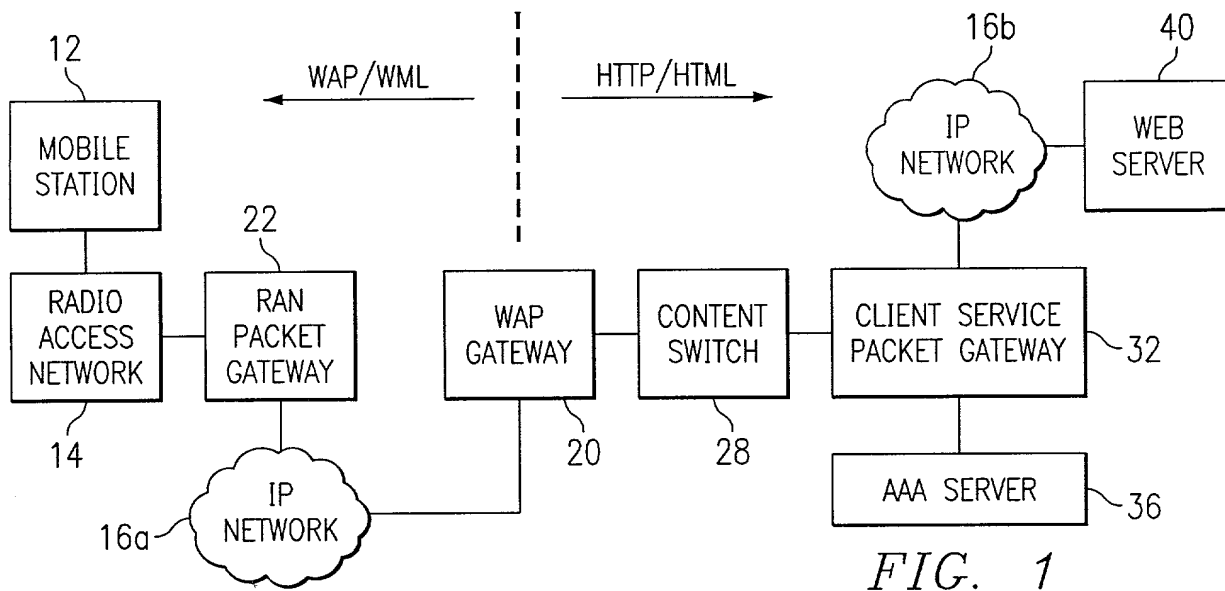 12
WAP/WML
HTTP/HTML
16b
40
MOBILE
STATION
IP
NETWORK
WEB
SERVER
22
RADIO
ACCESS
NETWORK
RAN
PACKET
GATEWAY
WAP
GATEWAY
CONTENT
SWITCH
CLIENT SERVICE
PACKET GATEWAY
32
14
20
28
IP
NETWORK
16a
AAA SERVER
36
FIG. 1